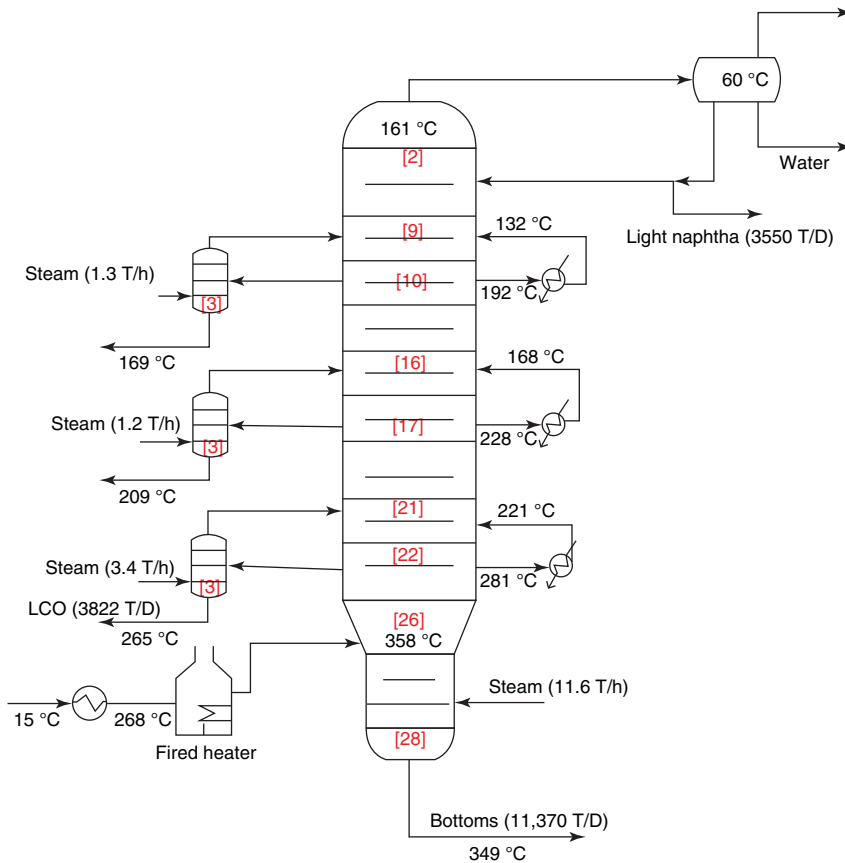 60 °C
161 °C
[2]
Water
[9]
132 °C
Light naphtha (3550 T/D)
Steam (1.3 T/h)
[10]
192 °C
[3]
169 °C
[16]
168 °C
Steam (1.2 T/h)
[17]
228 °C
[3]
209 °C
[21]
221 °C
[22]
Steam (3.4 T/h)
281 °C
[3]
LCO (3822 T/D)
[26]
265 °C
358 °C
Steam (11.6 T/h)
15 °C
268 °C
[28]
Fired heater
Bottoms (11,370 T/D)
349 °C